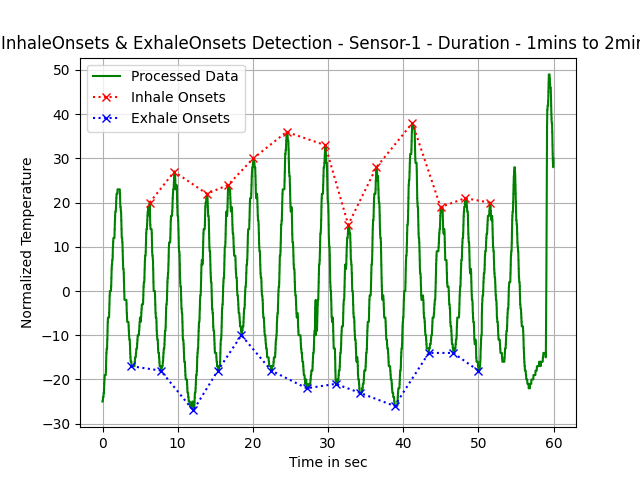 InhaleOnsets & ExhaleOnsets Detection - Sensor-1 - Duration - 1mins to 2min
Processed Data
Inhale Onsets
Exhale Onsets
Normalized Temperature
50
40
30
20
10
0
−10
−20
−30
0 10 20 30 40 50 60
Time in sec